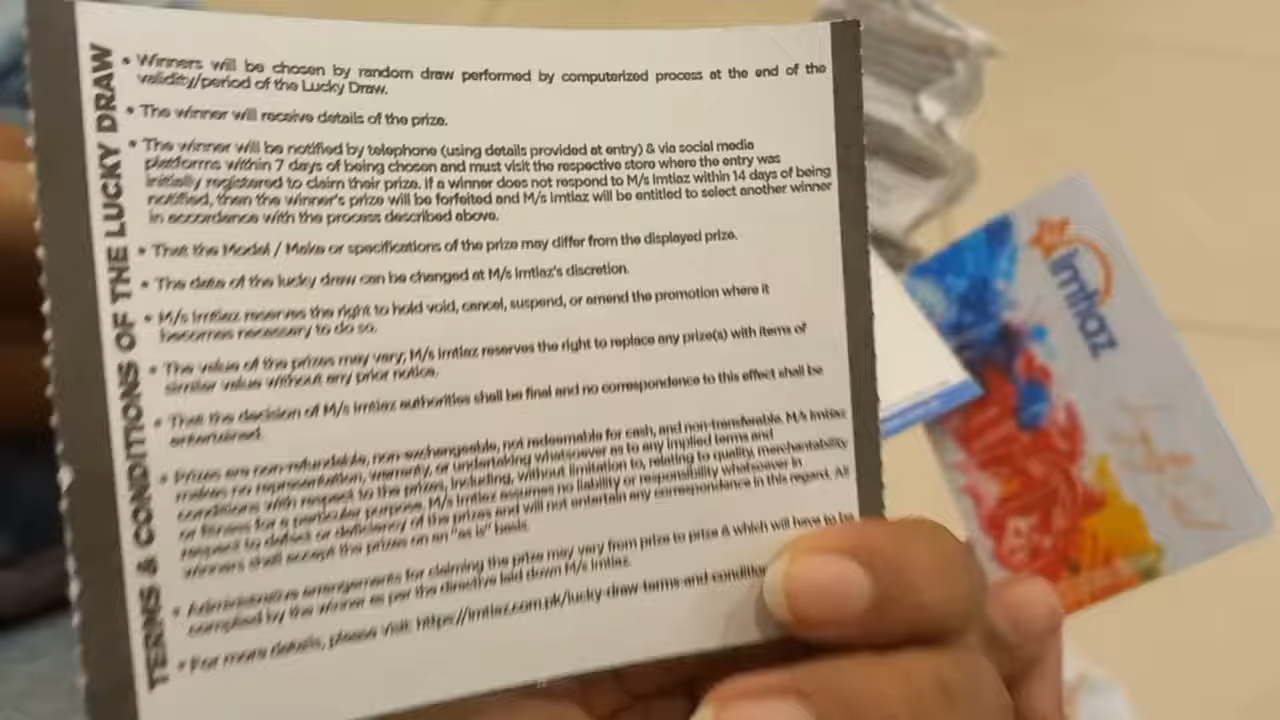 TERMS & CONDITIONS OF THE LUCKY DRAW
• Winners will be chosen by random draw performed by computerized process at the end of the
validity/period of the Lucky Draw.
• The winner will receive details of the prize.
• The winner will be notified by telephone (using details provided at entry) & via social media
platforms within 7 days of being chosen and must visit the respective store where the entry was
initially registered to claim their prize. If a winner does not respond to M/s Imtiaz within 14 days of being
notified, then the winner's prize will be forfeited and M/s Imtiaz will be entitled to select another winner
in accordance with the process described above.
• That the Model / Make or specifications of the prize may differ from the displayed prize.
• The date of the lucky draw can be changed at M/s Imtiaz's discretion.
• M/s Imtiaz reserves the right to hold void, cancel, suspend, or amend the promotion where it
becomes necessary to do so.
• The value of the prizes may vary; M/s Imtiaz reserves the right to replace any prize(s) with items of
similar value without any prior notice.
• That the decision of M/s Imtiaz authorities shall be final and no correspondence to this effect shall be
entertained.
• Prizes are non-refundable, non-exchangeable, not redeemable for cash, and non-transferable. M/s Imtiaz
makes no representation, warranty, or undertaking whatsoever as to any implied terms and
conditions with respect to the prizes, including, without limitation to, relating to quality, merchantability
or fitness for a particular purpose. M/s Imtiaz assumes no liability or responsibility whatsoever in
respect to defect or deficiency of the prizes and will not entertain any correspondence in this regard. All
winners shall accept the prizes on an "as is" basis.
• Administrative arrangements for claiming the prize may vary from prize to prize & which will have to be
complied by the winner as per the directive laid down M/s Imtiaz.
• For more details, please visit: https://imtiaz.com.pk/lucky-draw-terms-and-condition
imtiaz